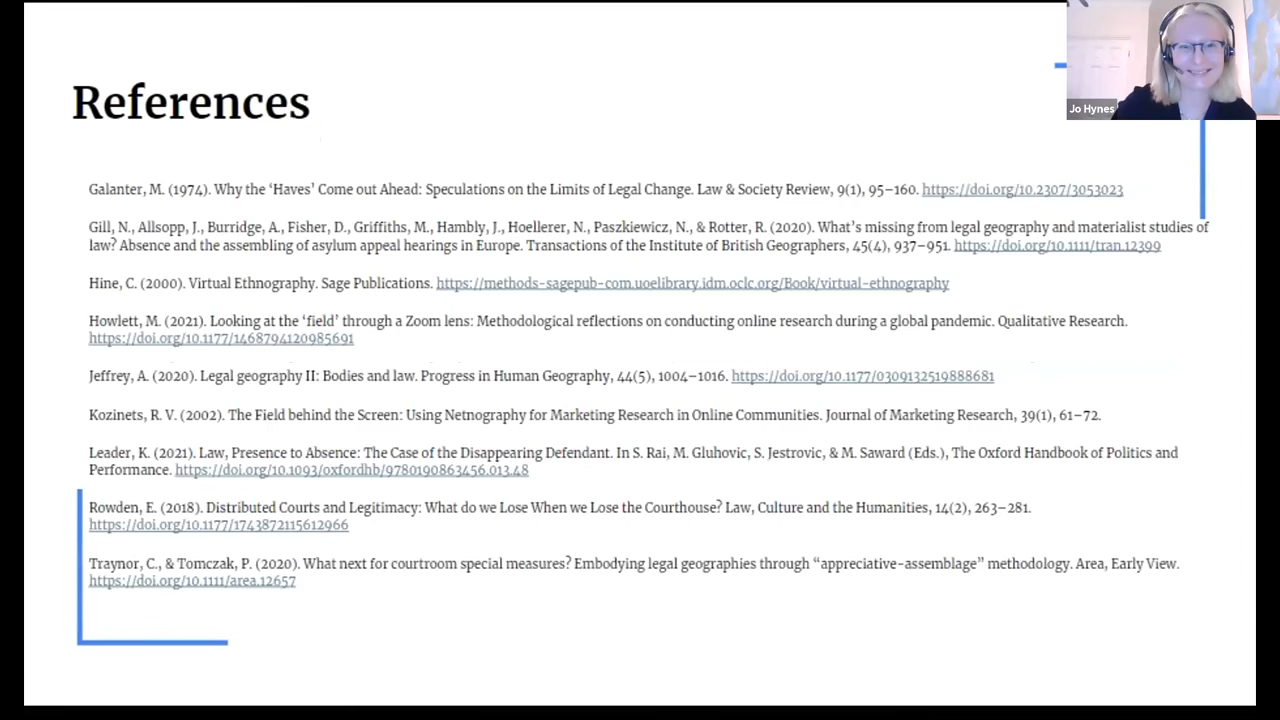 References
Jo Hynes
Galanter, M. (1974). Why the ‘Haves’ Come out Ahead: Speculations on the Limits of Legal Change. Law & Society Review, 9(1), 95–160. https://doi.org/10.2307/3053023
Gill, N., Allsopp, J., Burridge, A., Fisher, D., Griffiths, M., Hambly, J., Hoellerer, N., Paszkiewicz, N., & Rotter, R. (2020). What’s missing from legal geography and materialist studies of
law? Absence and the assembling of asylum appeal hearings in Europe. Transactions of the Institute of British Geographers, 45(4), 937–951. https://doi.org/10.1111/tran.12399
Hine, C. (2000). Virtual Ethnography. Sage Publications. https://methods-sagepub-com.uoelibrary.idm.oclc.org/Book/virtual-ethnography
Howlett, M. (2021). Looking at the ‘field’ through a Zoom lens: Methodological reflections on conducting online research during a global pandemic. Qualitative Research.
https://doi.org/10.1177/1468794120985691
Jeffrey, A. (2020). Legal geography II: Bodies and law. Progress in Human Geography, 44(5), 1004–1016. https://doi.org/10.1177/0309132519888681
Kozinets, R. V. (2002). The Field behind the Screen: Using Netnography for Marketing Research in Online Communities. Journal of Marketing Research, 39(1), 61–72.
Leader, K. (2021). Law, Presence to Absence: The Case of the Disappearing Defendant. In S. Rai, M. Gluhovic, S. Jestrovic, & M. Saward (Eds.), The Oxford Handbook of Politics and
Performance. https://doi.org/10.1093/oxfordhb/9780190863456.013.48
Rowden, E. (2018). Distributed Courts and Legitimacy: What do we Lose When we Lose the Courthouse? Law, Culture and the Humanities, 14(2), 263–281.
https://doi.org/10.1177/1743872115612966
Traynor, C., & Tomczak, P. (2020). What next for courtroom special measures? Embodying legal geographies through “appreciative-assemblage” methodology. Area, Early View.
https://doi.org/10.1111/area.12657